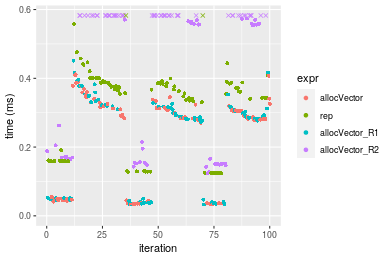 0.6
0.4
0.2
0.0
time (ms)
0
25
50
75
100
iteration
expr
allocVector
rep
allocVector_R1
allocVector_R2